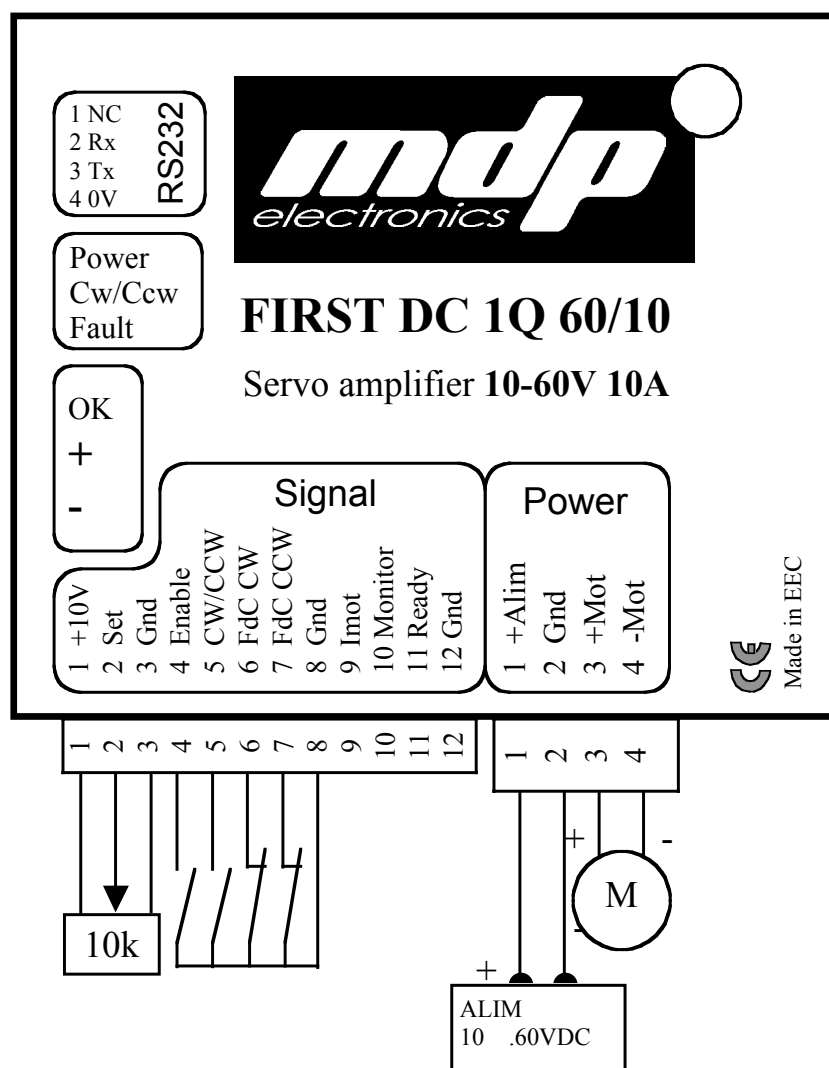 1 NC
2 Rx
3 Tx
4 0V
RS232
mdp
electronics
Power
Cw/Ccw
Fault
FIRST DC 1Q 60/10
Servo amplifier 10-60V 10A
OK
+
-
Signal
1 +10V
2 Set
3 Gnd
4 Enable
5 CW/CCW
6 FdC CW
7 FdC CCW
8 Gnd
9 Imot
10 Monitor
11 Ready
12 Gnd
Power
1 +Alim
2 Gnd
3 +Mot
4 -Mot
CE
Made in EEC
1 2 3 4 5 6 7 8 9 10 11 12
1 2 3 4
+ -
M
10k
-
+
ALIM
10 .60VDC